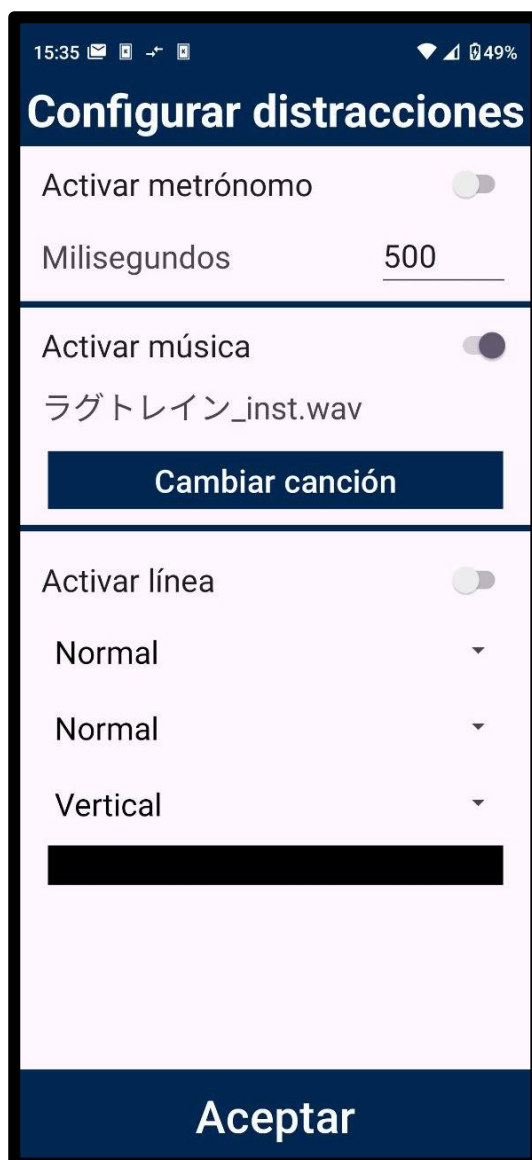 15:35 49%
Configurar distracciones
Activar metrónomo
Milisegundos 500
Activar música
ラグトレイン_inst.wav
Cambiar canción
Activar línea
Normal
Normal
Vertical
Aceptar